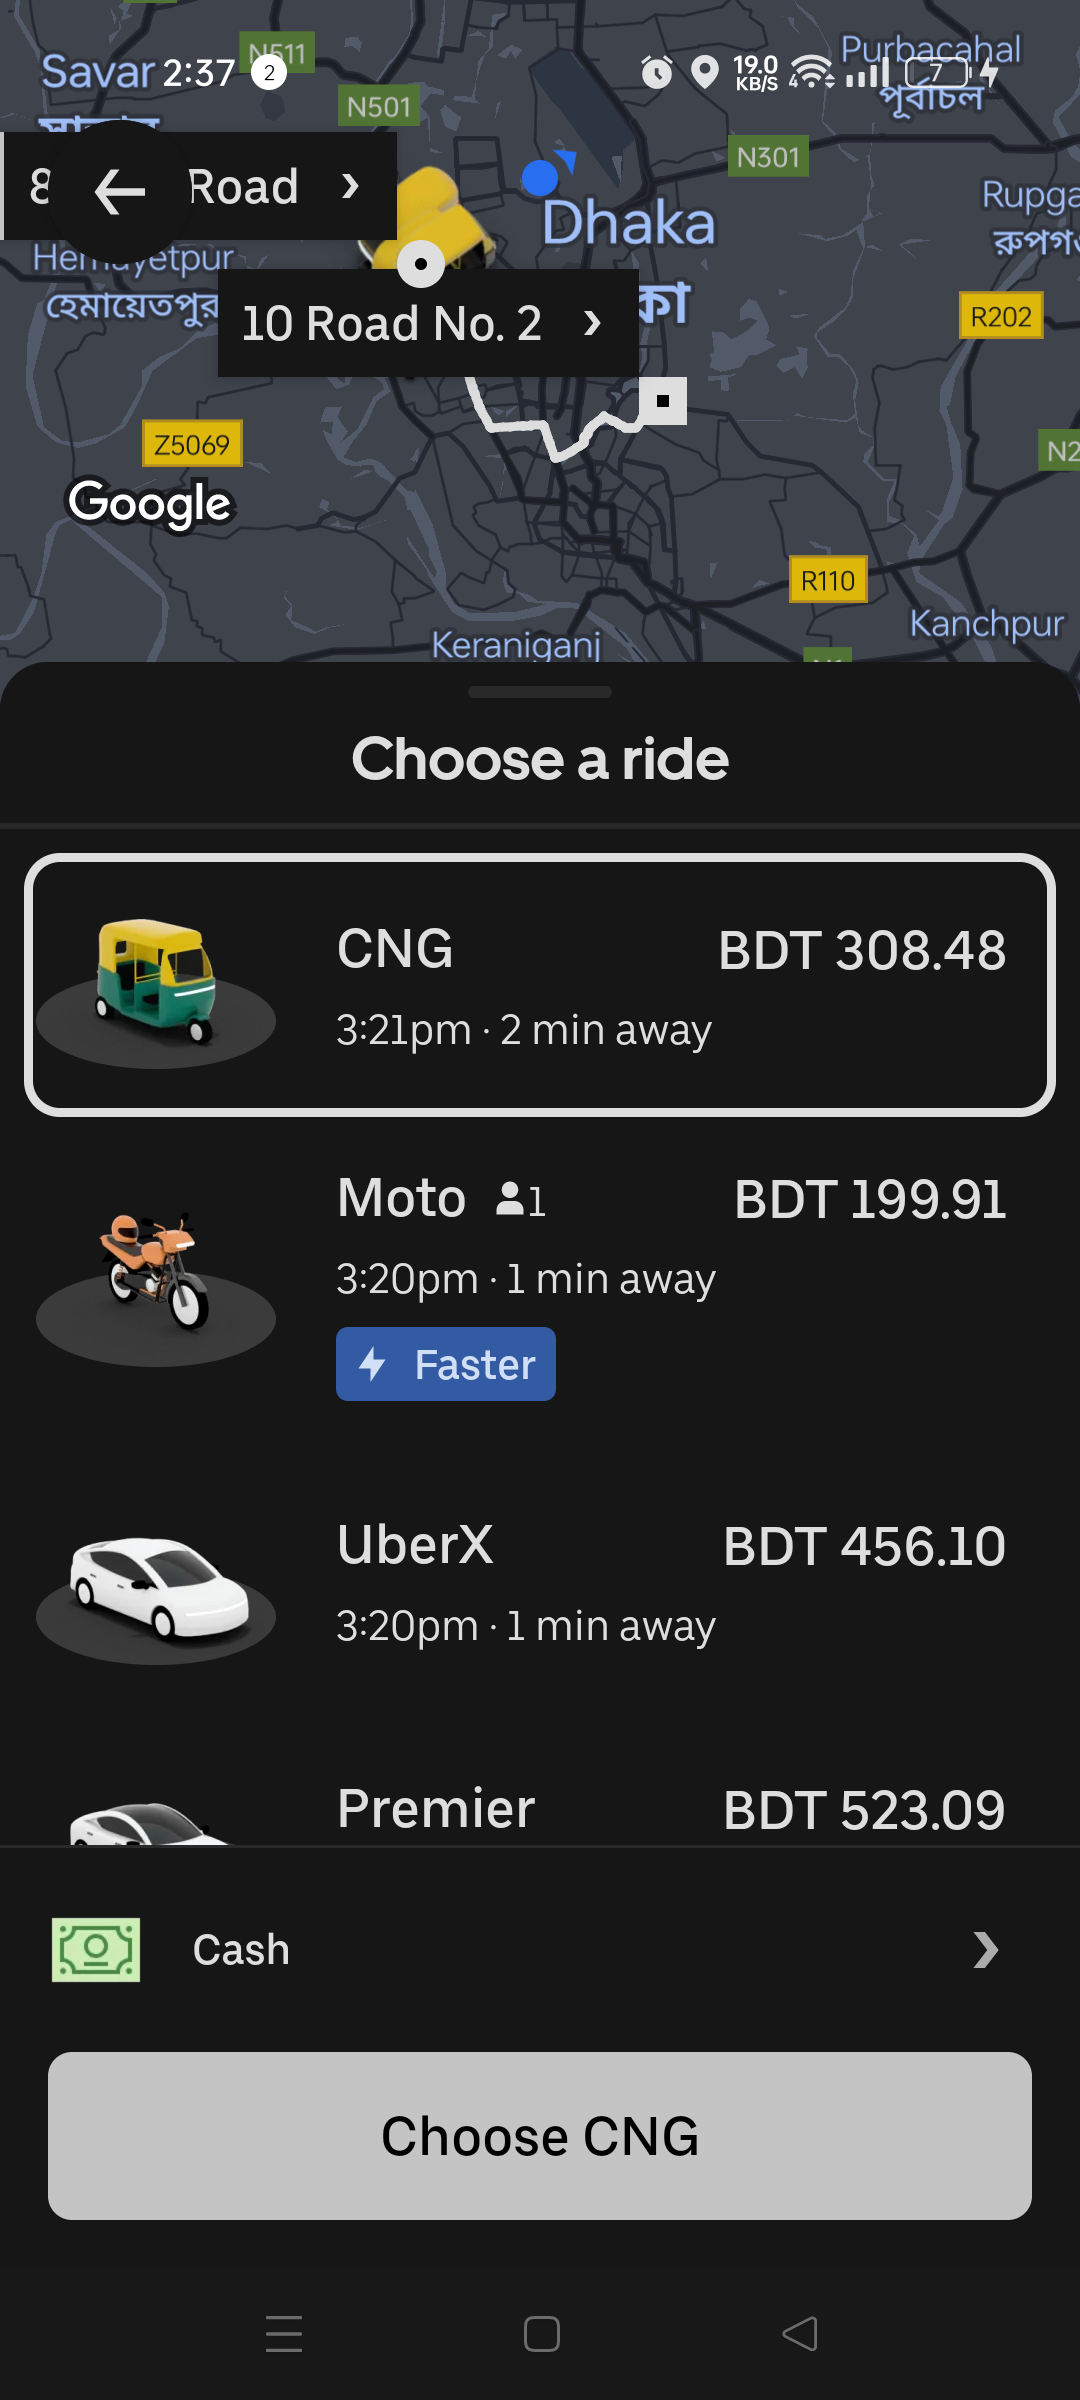 Savar
2:37
2
N511
19.0
KB/S
4
7
Purbacahal
পূর্বাচল
N501
N301
8
Road
Dhaka
Rupga
Hemayetpur
হেমায়েতপুর
10 Road No. 2
R202
Z5069
N2
Google
R110
Kanchpur
Keraniganj
Choose a ride
CNG
BDT 308.48
3:21pm · 2 min away
Moto 1
BDT 199.91
3:20pm · 1 min away
Faster
UberX
BDT 456.10
3:20pm · 1 min away
Premier
BDT 523.09
Cash
Choose CNG